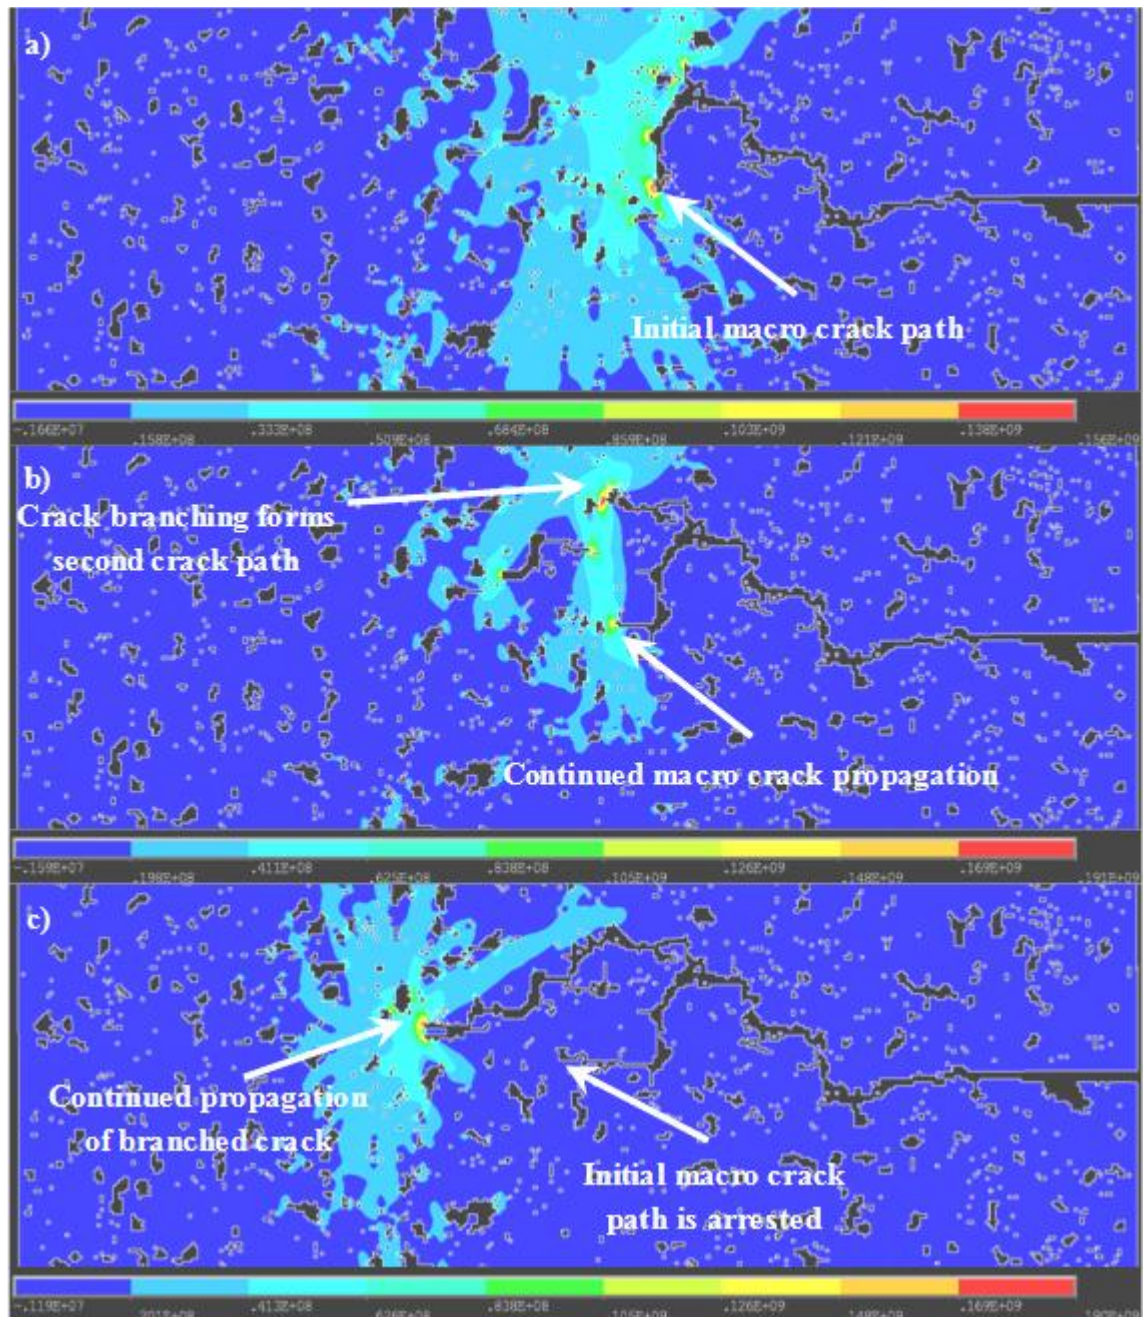 a)
Initial macro crack path
-.166E+07 .158E+08 .333E+08 .509E+08 .684E+08 .859E+08 .103E+09 .121E+09 .138E+09 .156E+09
b)
Crack branching forms
second crack path
Continued macro crack propagation
-.159E+07 .198E+08 .411E+08 .625E+08 .838E+08 .105E+09 .126E+09 .148E+09 .169E+09 .191E+09
c)
Continued propagation
of branched crack
Initial macro crack
path is arrested
-.119E+07 .413E+08 .838E+08 .126E+09 .169E+09